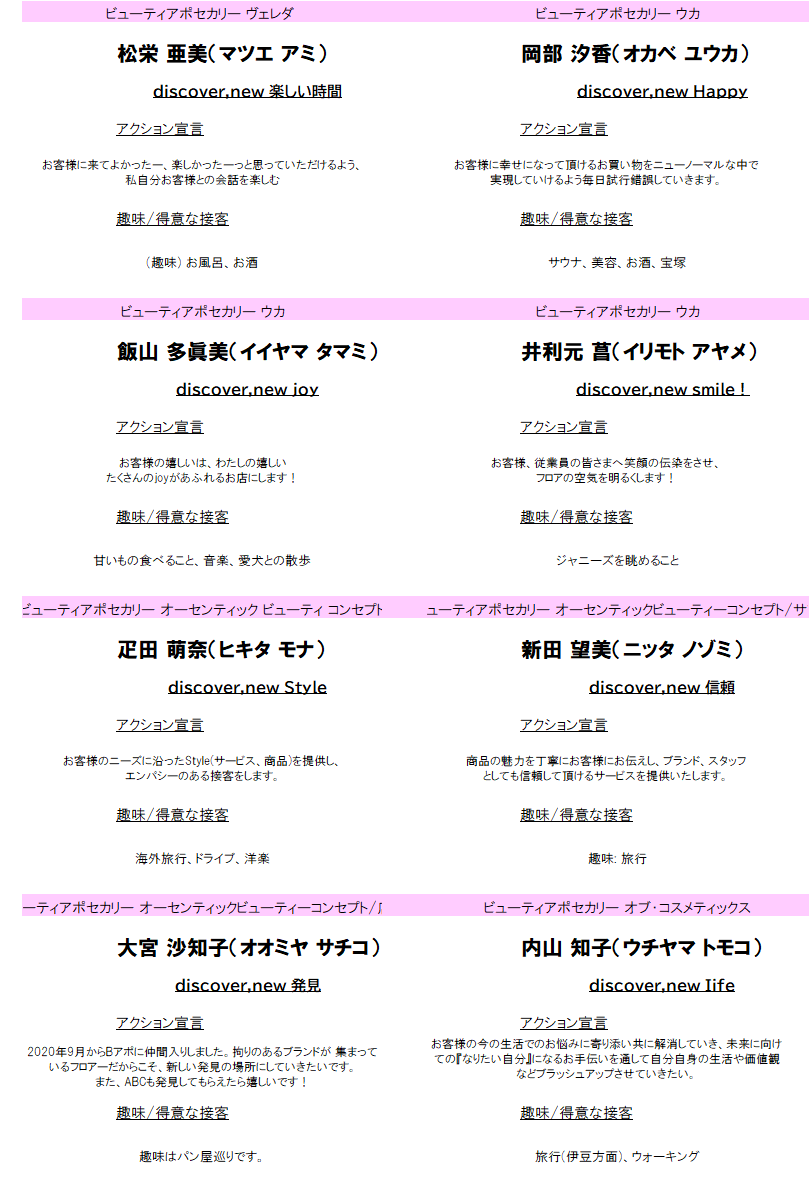 ビューティアポセカリー ヴェレダ
松栄 亜美(マツエ アミ)
discover,new 楽しい時間
アクション宣言
お客様に来てよかったー、楽しかったーっと思っていただけるよう、
私自分お客様との会話を楽しむ
趣味/得意な接客
(趣味) お風呂、お酒
ビューティアポセカリー ウカ
岡部 汐香(オカベ ユウカ)
discover,new Happy
アクション宣言
お客様に幸せになって頂けるお買い物をニューノーマルな中で
実現していけるよう毎日試行錯誤していきます。
趣味/得意な接客
サウナ、美容、お酒、宝塚
ビューティアポセカリー ウカ
飯山 多眞美(イイヤマ タマミ)
discover,new joy
アクション宣言
お客様の嬉しいは、わたしの嬉しい
たくさんのjoyがあふれるお店にします！
趣味/得意な接客
甘いもの食べること、音楽、愛犬との散歩
ビューティアポセカリー ウカ
井利元 菖(イリモト アヤメ)
discover,new smile！
アクション宣言
お客様、従業員の皆さまへ笑顔の伝染をさせ、
フロアの空気を明るくします！
趣味/得意な接客
ジャニーズを眺めること
ビューティアポセカリー オーセンティック ビューティ コンセプト
疋田 萌奈(ヒキタ モナ)
discover,new Style
アクション宣言
お客様のニーズに沿ったStyle(サービス、商品)を提供し、
エンパシーのある接客をします。
趣味/得意な接客
海外旅行、ドライブ、洋楽
ューティアポセカリー オーセンティックビューティーコンセプト/サ
新田 望美(ニッタ ノゾミ)
discover,new 信頼
アクション宣言
商品の魅力を丁寧にお客様にお伝えし、ブランド、スタッフ
としても信頼して頂けるサービスを提供いたします。
趣味/得意な接客
趣味: 旅行
ーティアポセカリー オーセンティックビューティーコンセプト/
大宮 沙知子(オオミヤ サチコ)
discover,new 発見
アクション宣言
2020年9月からBアポに仲間入りしました。拘りのあるブランドが 集まって
いるフロアーだからこそ、新しい発見の場所にしていきたいです。
また、ABCも発見してもらえたら嬉しいです！
趣味/得意な接客
趣味はパン屋巡りです。
ビューティアポセカリー オブ・コスメティックス
内山 知子(ウチヤマ トモコ)
discover,new Iife
アクション宣言
お客様の今の生活でのお悩みに寄り添い共に解消していき、未来に向け
ての『なりたい自分』になるお手伝いを通して自分自身の生活や価値観
などブラッシュアップさせていきたい。
趣味/得意な接客
旅行(伊豆方面)、ウォーキング